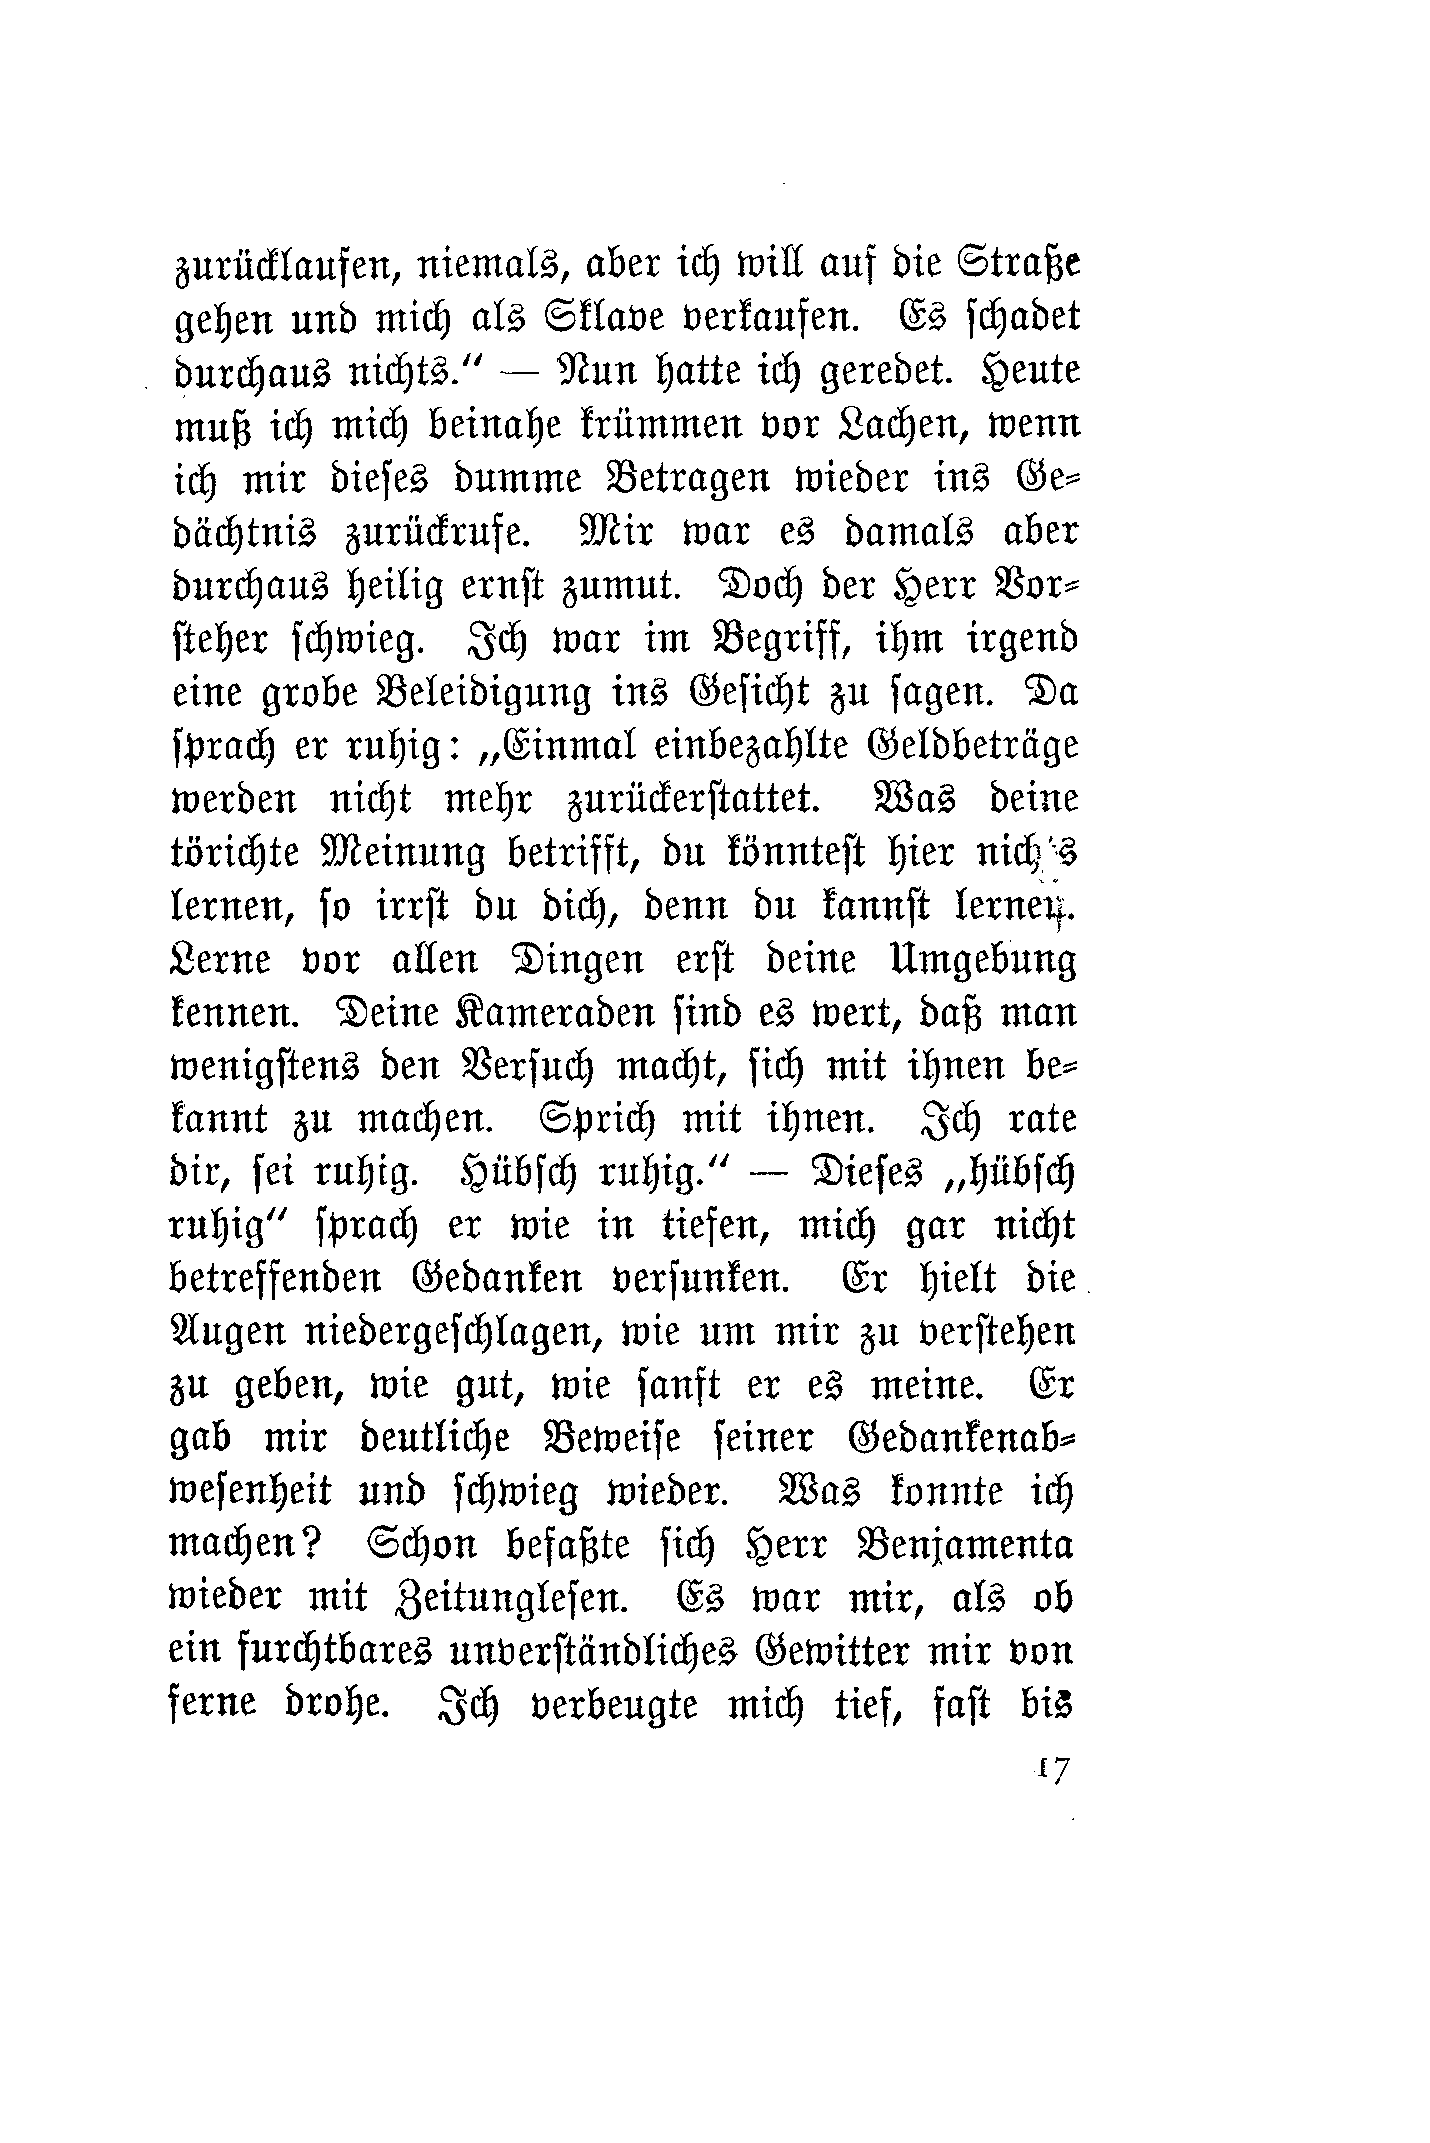 zurücklaufen, niemals, aber ich will auf die Straße
gehen und mich als Sklave verkaufen. Es schadet
durchaus nichts.“ — Nun hatte ich geredet. Heute
muß ich mich beinahe krümmen vor Lachen, wenn
ich mir dieses dumme Betragen wieder ins Ge-
dächtnis zurückrufe. Mir war es damals aber
durchaus heilig ernst zumut. Doch der Herr Vor-
steher schwieg. Ich war im Begriff, ihm irgend
eine grobe Beleidigung ins Gesicht zu sagen. Da
sprach er ruhig: „Einmal einbezahlte Geldbeträge
werden nicht mehr zurückerstattet. Was deine
törichte Meinung betrifft, du könntest hier nichts
lernen, so irrst du dich, denn du kannst lernen.
Lerne vor allen Dingen erst deine Umgebung
kennen. Deine Kameraden sind es wert, daß man
wenigstens den Versuch macht, sich mit ihnen be-
kannt zu machen. Sprich mit ihnen. Ich rate
dir, sei ruhig. Hübsch ruhig.“ — Dieses „hübsch
ruhig“ sprach er wie in tiefen, mich gar nicht
betreffenden Gedanken versunken. Er hielt die
Augen niedergeschlagen, wie um mir zu verstehen
zu geben, wie gut, wie sanft er es meine. Er
gab mir deutliche Beweise seiner Gedankenab-
wesenheit und schwieg wieder. Was konnte ich
machen? Schon befaßte sich Herr Benjamenta
wieder mit Zeitunglesen. Es war mir, als ob
ein furchtbares unverständliches Gewitter mir von
ferne drohe. Ich verbeugte mich tief, fast bis
17